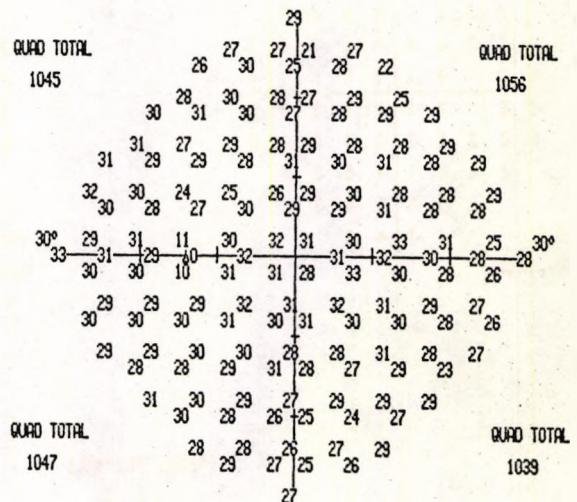 29
27 27 21 27
QUAD TOTAL QUAD TOTAL
26 30 25 28 22
1045 1056
28 30 28 27 29 25
30 31 30 27 28 29 29
31 27 29 28 29 28 28 29
31 29 29 28 31 30 31 28 29
32 30 24 25 26 29 30 28 28 29
30 28 27 30 29 29 31 28 28
30° 29 31 11 30 32 31 30 33 31 25 30°
33 31 29 0 32 31 32 30 28 28
30 30 10 31 31 28 33 30 28 26
29 29 29 32 31 32 31 29 27
30 30 30 31 30 31 30 30 28 26
29 29 30 30 28 28 31 28 27
28 28 29 31 28 27 29 23
31 30 29 27 29 29 29
30 28 26 25 24 27
QUAD TOTAL QUAD TOTAL
28 28 26 27 29
1047 1039
29 27 25 26
27